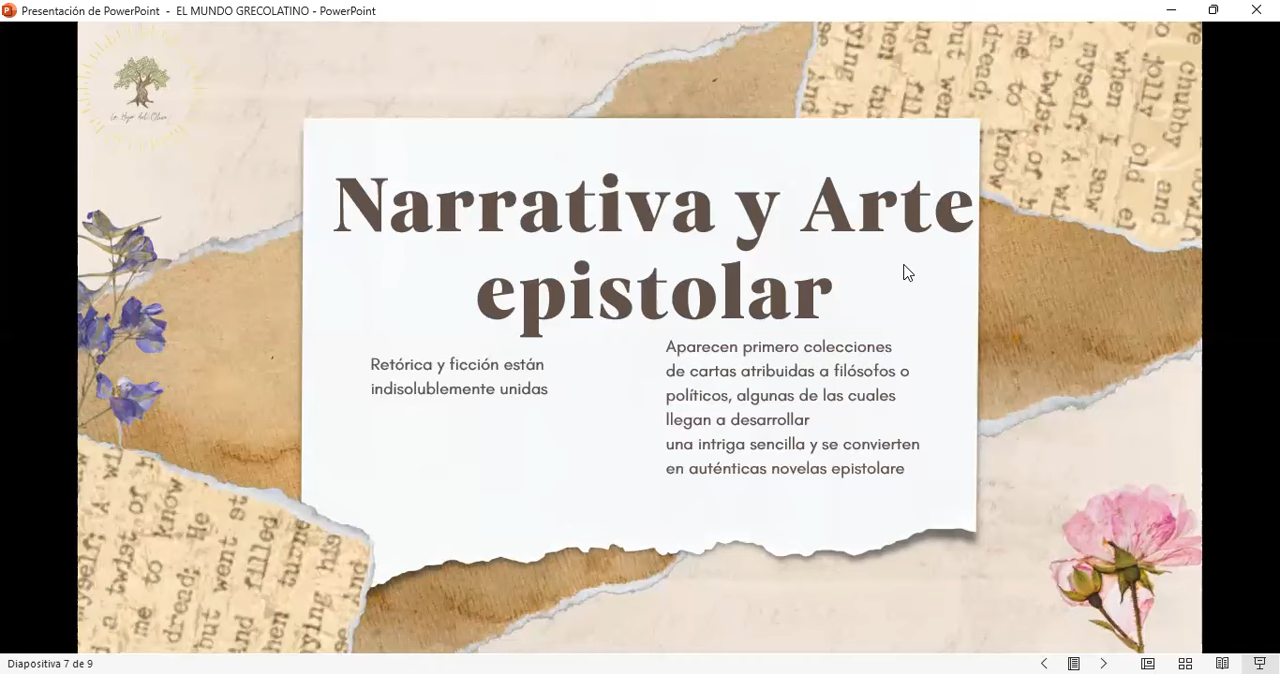 Presentación de PowerPoint - EL MUNDO GRECOLATINO - PowerPoint
Narrativa y Arte
epistolar
Retórica y ficción están
indisolublemente unidas
Aparecen primero colecciones
de cartas atribuidas a filósofos o
políticos, algunas de las cuales
llegan a desarrollar
una intriga sencilla y se convierten
en auténticas novelas epistolare
Diapositiva 7 de 9